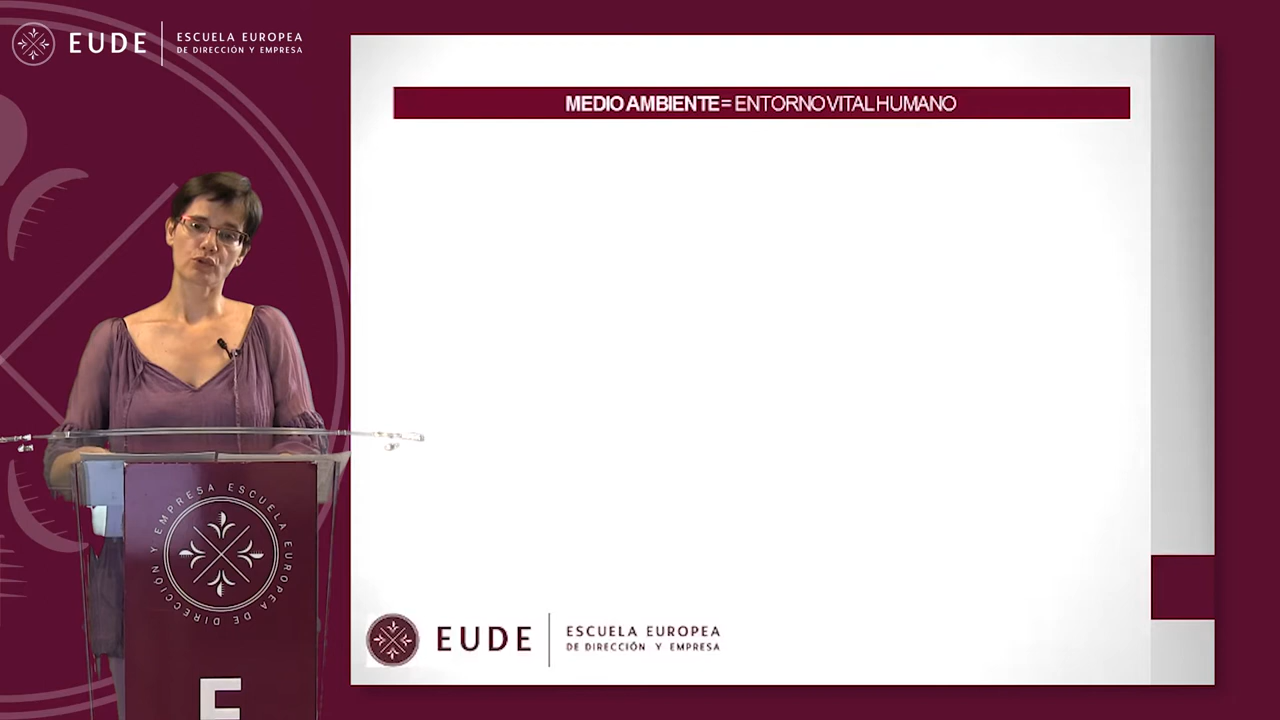 EUDE
ESCUELA EUROPEA
DE DIRECCIÓN Y EMPRESA
MEDIO AMBIENTE = ENTORNO VITAL HUMANO
ESCUELA EUROPEA DE DIRECCIÓN Y EMPRESA
E
EUDE
ESCUELA EUROPEA
DE DIRECCIÓN Y EMPRESA